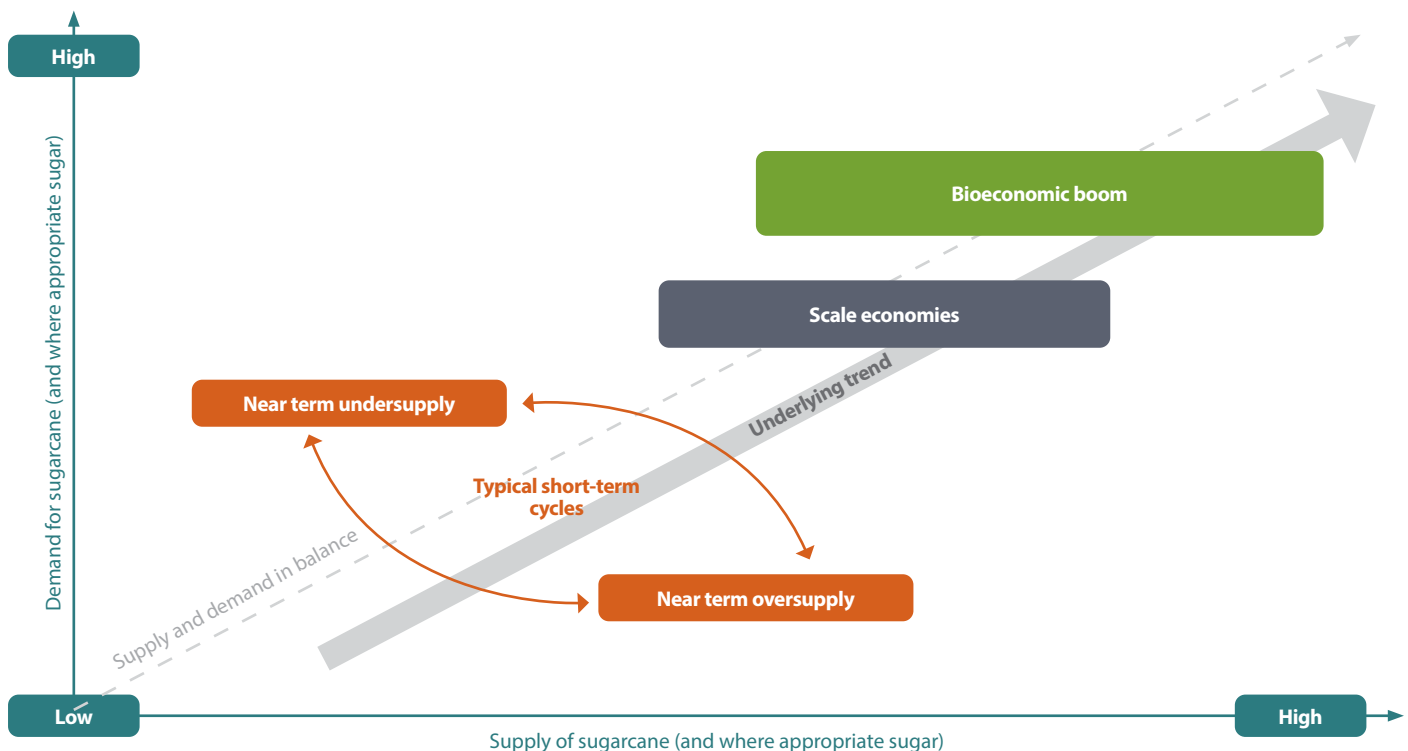 High
Demand for sugarcane (and where appropriate sugar)
Bioeconomic boom
Scale economies
Underlying trend
Near term undersupply
Typical short-term
cycles
Supply and demand in balance
Near term oversupply
Low
High
Supply of sugarcane (and where appropriate sugar)